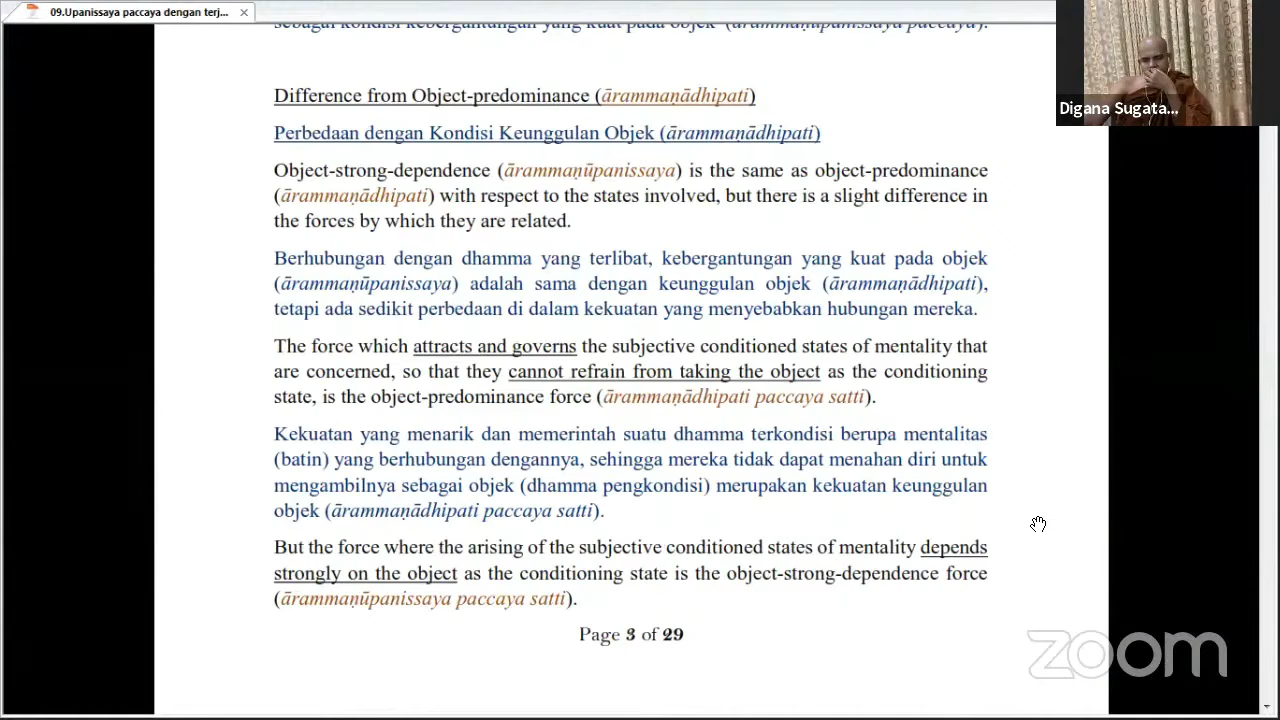 09.Upanissaya paccaya dengan terj...
sebagai kondisi kebergantungan yang kuat pada objek (ārammaṇūpanissaya paccaya).
Digana Sugata...
Difference from Object-predominance (ārammaṇādhipati)
Perbedaan dengan Kondisi Keunggulan Objek (ārammaṇādhipati)
Object-strong-dependence (ārammaṇūpanissaya) is the same as object-predominance
(ārammaṇādhipati) with respect to the states involved, but there is a slight difference in
the forces by which they are related.
Berhubungan dengan dhamma yang terlibat, kebergantungan yang kuat pada objek
(ārammaṇūpanissaya) adalah sama dengan keunggulan objek (ārammaṇādhipati),
tetapi ada sedikit perbedaan di dalam kekuatan yang menyebabkan hubungan mereka.
The force which attracts and governs the subjective conditioned states of mentality that
are concerned, so that they cannot refrain from taking the object as the conditioning
state, is the object-predominance force (ārammaṇādhipati paccaya satti).
Kekuatan yang menarik dan memerintah suatu dhamma terkondisi berupa mentalitas
(batin) yang berhubungan dengannya, sehingga mereka tidak dapat menahan diri untuk
mengambilnya sebagai objek (dhamma pengkondisi) merupakan kekuatan keunggulan
objek (ārammaṇādhipati paccaya satti).
But the force where the arising of the subjective conditioned states of mentality depends
strongly on the object as the conditioning state is the object-strong-dependence force
(ārammaṇūpanissaya paccaya satti).
Page 3 of 29
zoom